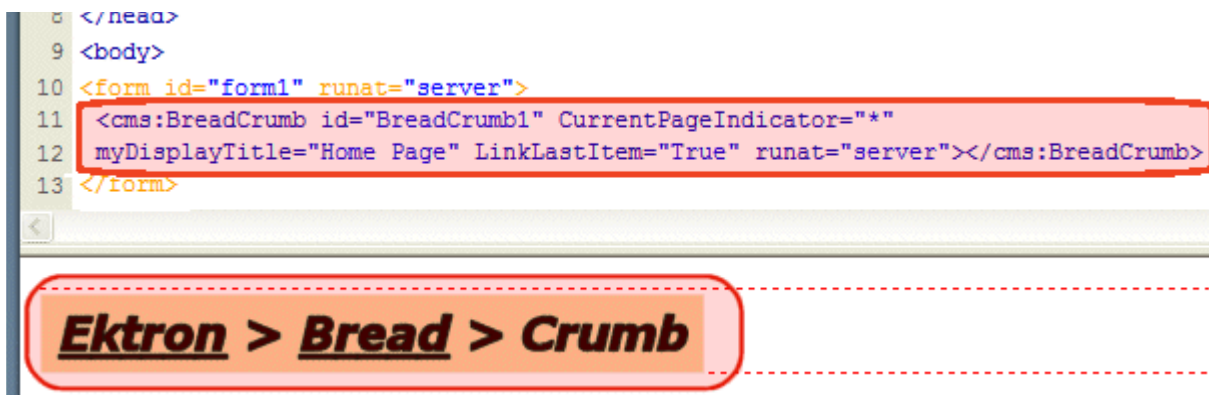 8 </head>
9 <body>
10 <form id="form1" runat="server">
11 <cms:BreadCrumb id="BreadCrumb1" CurrentPageIndicator="*"
12 myDisplayTitle="Home Page" LinkLastItem="True" runat="server"></cms:BreadCrumb>
13 </form>
Ektron > Bread > Crumb